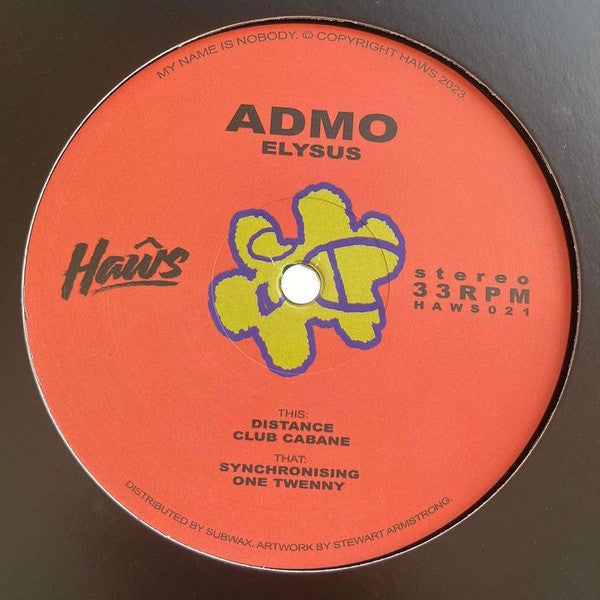 MY NAME IS NOBODY. © COPYRIGHT HAWS 2023.
ADMO
ELYSUS
Haŵs
stereo
33RPM
HAWS021
THIS:
DISTANCE
CLUB CABANE
THAT:
SYNCHRONISING
ONE TWENNY
DISTRIBUTED BY SUBWAX. ARTWORK BY STEWART ARMSTRONG.